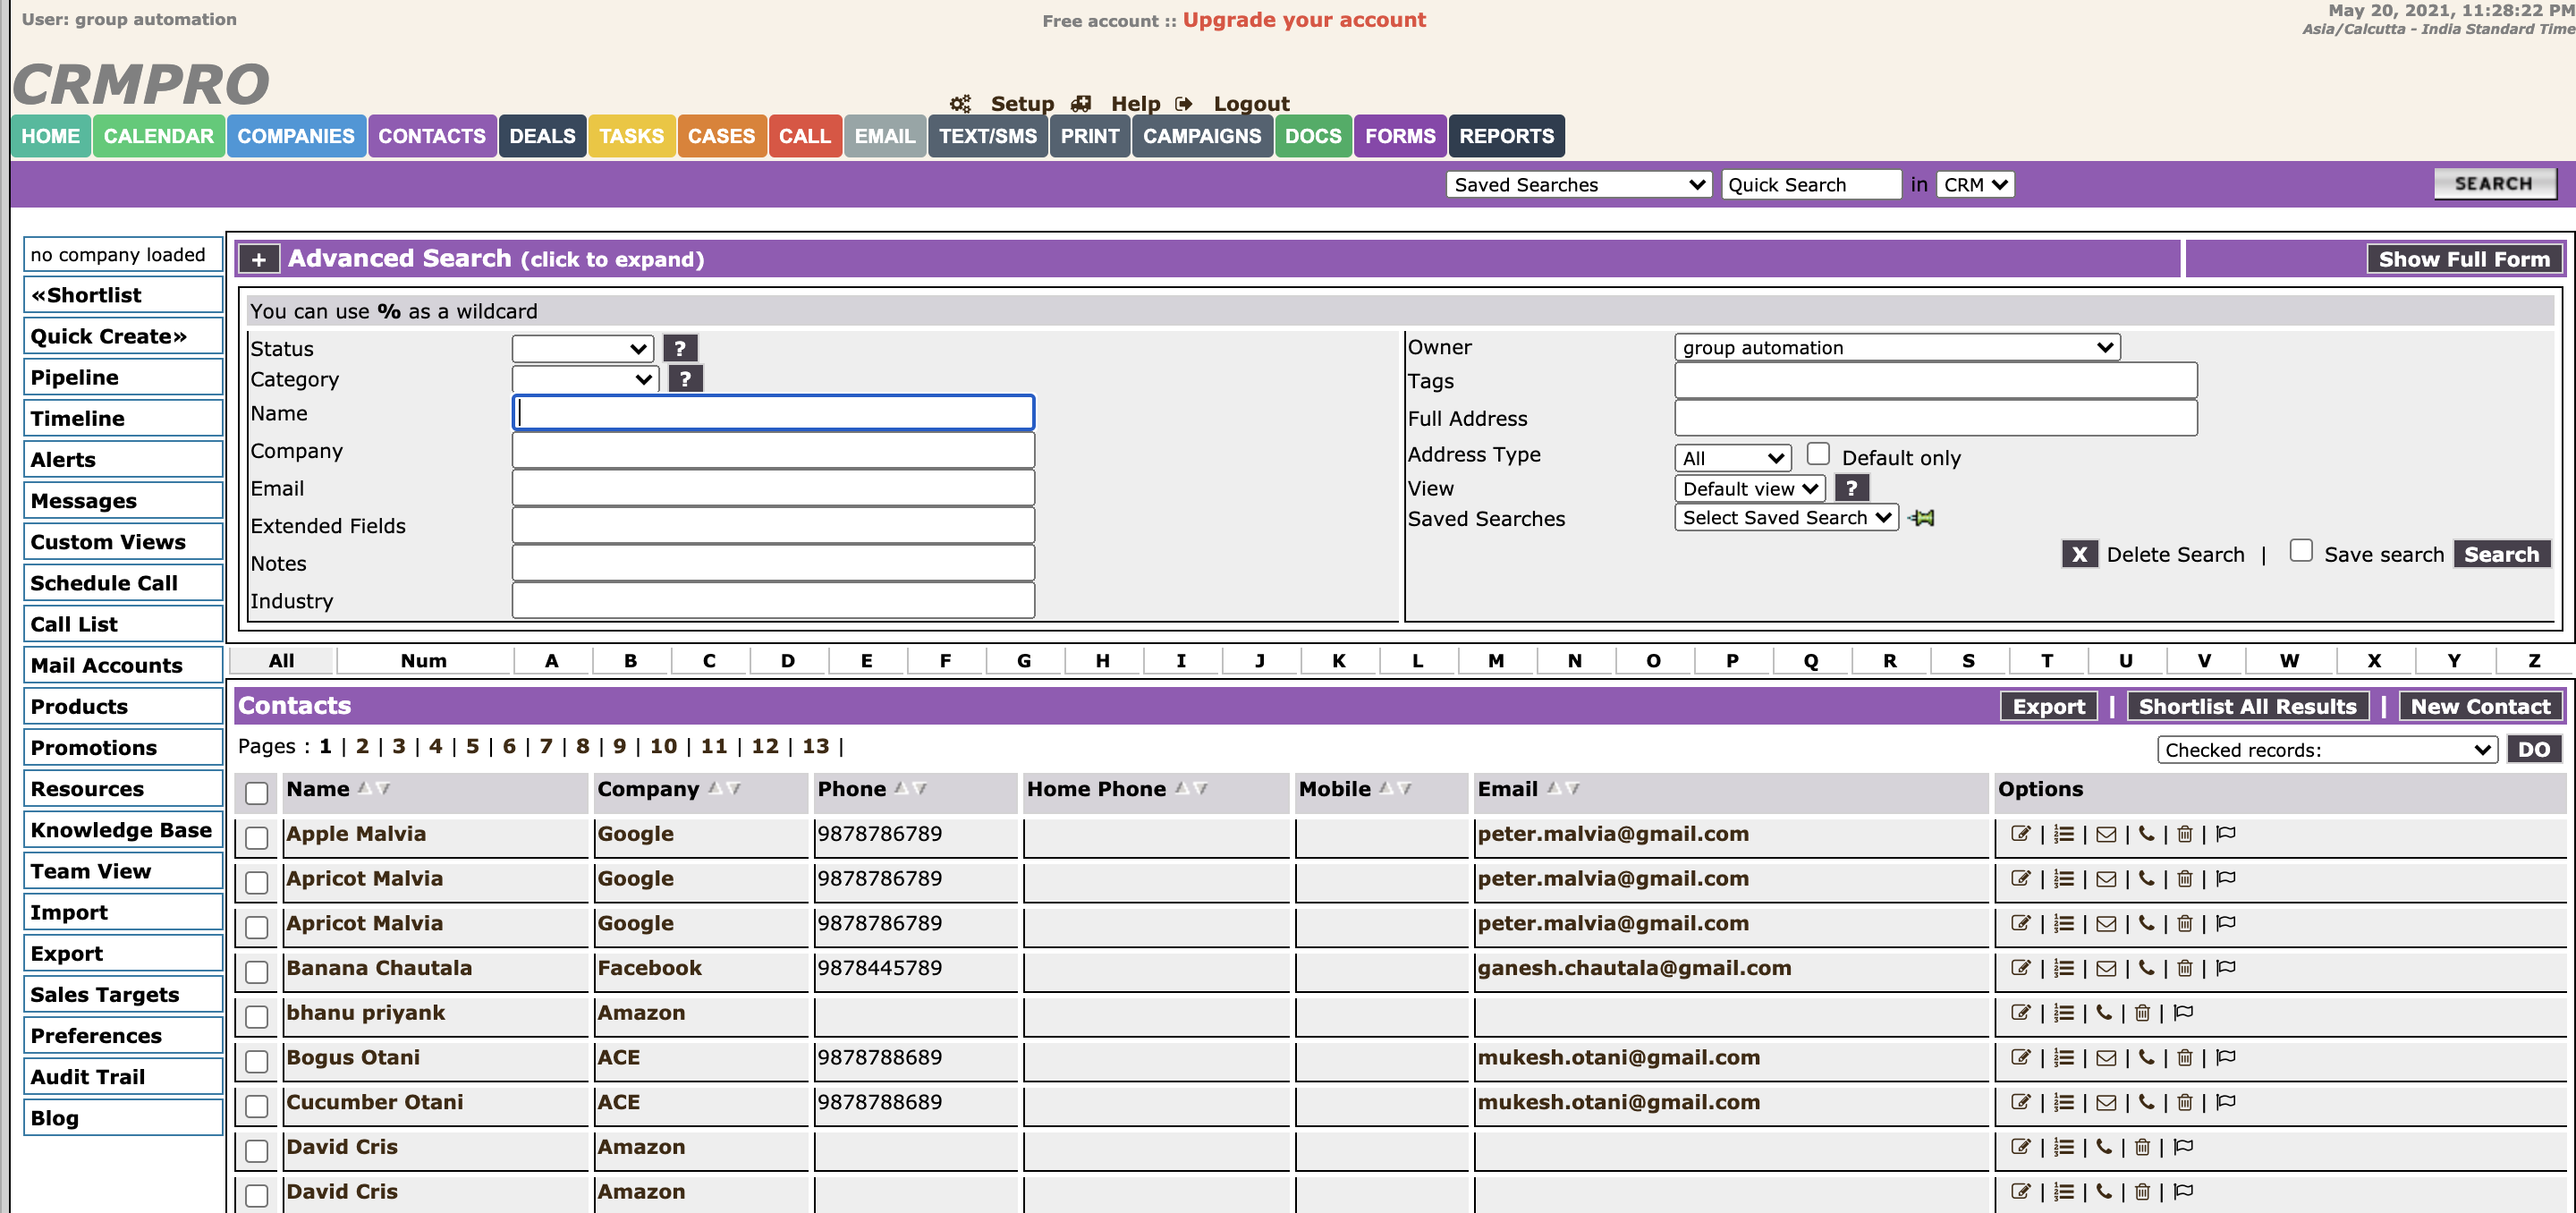 User: group automation
Free account :: Upgrade your account
May 20, 2021, 11:28:22 PM
Asia/Calcutta - India Standard Time
CRMPRO
Setup Help Logout
HOME CALENDAR COMPANIES CONTACTS DEALS TASKS CASES CALL EMAIL TEXT/SMS PRINT CAMPAIGNS DOCS FORMS REPORTS
Saved Searches Quick Search in CRM SEARCH
no company loaded
«Shortlist
Quick Create»
Pipeline
Timeline
Alerts
Messages
Custom Views
Schedule Call
Call List
Mail Accounts
Products
Promotions
Resources
Knowledge Base
Team View
Import
Export
Sales Targets
Preferences
Audit Trail
Blog
+ Advanced Search (click to expand) Show Full Form
You can use % as a wildcard
Status ?
Category ?
Name
Company
Email
Extended Fields
Notes
Industry
Owner group automation
Tags
Full Address
Address Type All Default only
View Default view ?
Saved Searches Select Saved Search
X Delete Search | Save search Search
All Num A B C D E F G H I J K L M N O P Q R S T U V W X Y Z
Contacts Export | Shortlist All Results | New Contact
Pages : 1 | 2 | 3 | 4 | 5 | 6 | 7 | 8 | 9 | 10 | 11 | 12 | 13 |
Checked records: DO
Name Company Phone Home Phone Mobile Email Options
Apple Malvia Google 9878786789 peter.malvia@gmail.com | | | | |
Apricot Malvia Google 9878786789 peter.malvia@gmail.com | | | | |
Apricot Malvia Google 9878786789 peter.malvia@gmail.com | | | | |
Banana Chautala Facebook 9878445789 ganesh.chautala@gmail.com | | | | |
bhanu priyank Amazon | | | |
Bogus Otani ACE 9878788689 mukesh.otani@gmail.com | | | | |
Cucumber Otani ACE 9878788689 mukesh.otani@gmail.com | | | | |
David Cris Amazon | | | |
David Cris Amazon | | | |